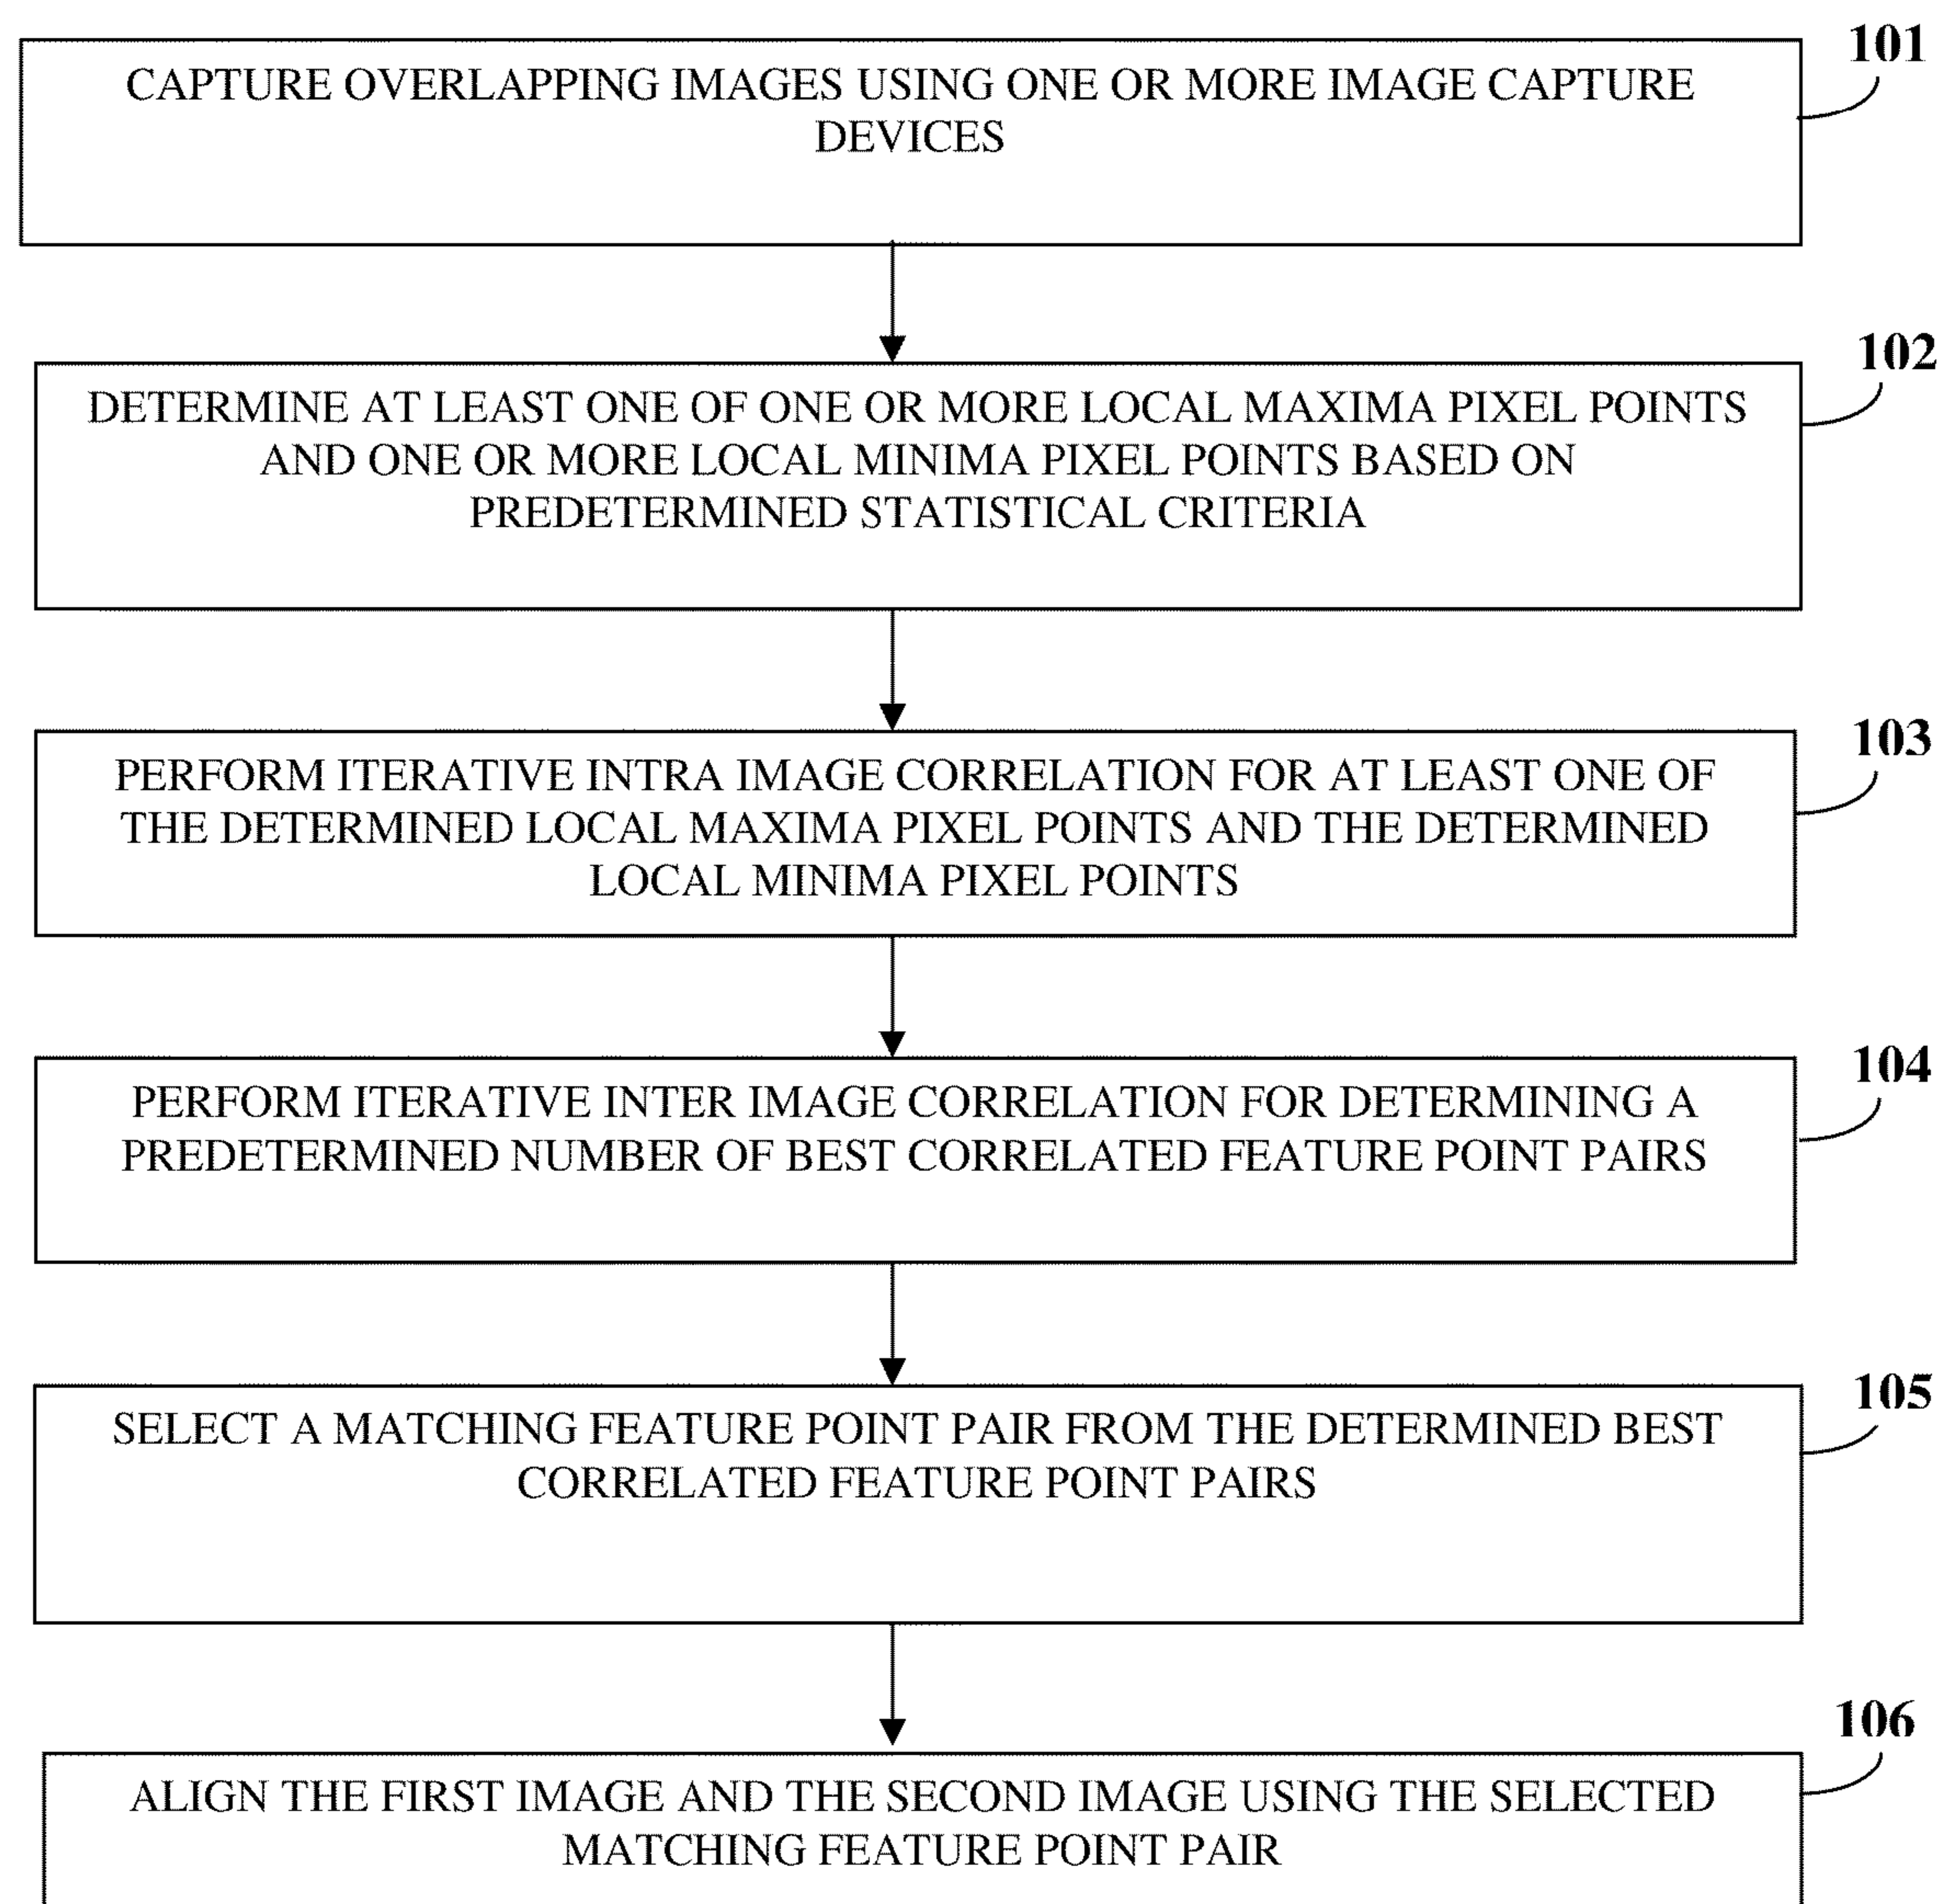 101
CAPTURE OVERLAPPING IMAGES USING ONE OR MORE IMAGE CAPTURE
DEVICES
102
DETERMINE AT LEAST ONE OF ONE OR MORE LOCAL MAXIMA PIXEL POINTS
AND ONE OR MORE LOCAL MINIMA PIXEL POINTS BASED ON
PREDETERMINED STATISTICAL CRITERIA
103
PERFORM ITERATIVE INTRA IMAGE CORRELATION FOR AT LEAST ONE OF
THE DETERMINED LOCAL MAXIMA PIXEL POINTS AND THE DETERMINED
LOCAL MINIMA PIXEL POINTS
104
PERFORM ITERATIVE INTER IMAGE CORRELATION FOR DETERMINING A
PREDETERMINED NUMBER OF BEST CORRELATED FEATURE POINT PAIRS
105
SELECT A MATCHING FEATURE POINT PAIR FROM THE DETERMINED BEST
CORRELATED FEATURE POINT PAIRS
106
ALIGN THE FIRST IMAGE AND THE SECOND IMAGE USING THE SELECTED
MATCHING FEATURE POINT PAIR